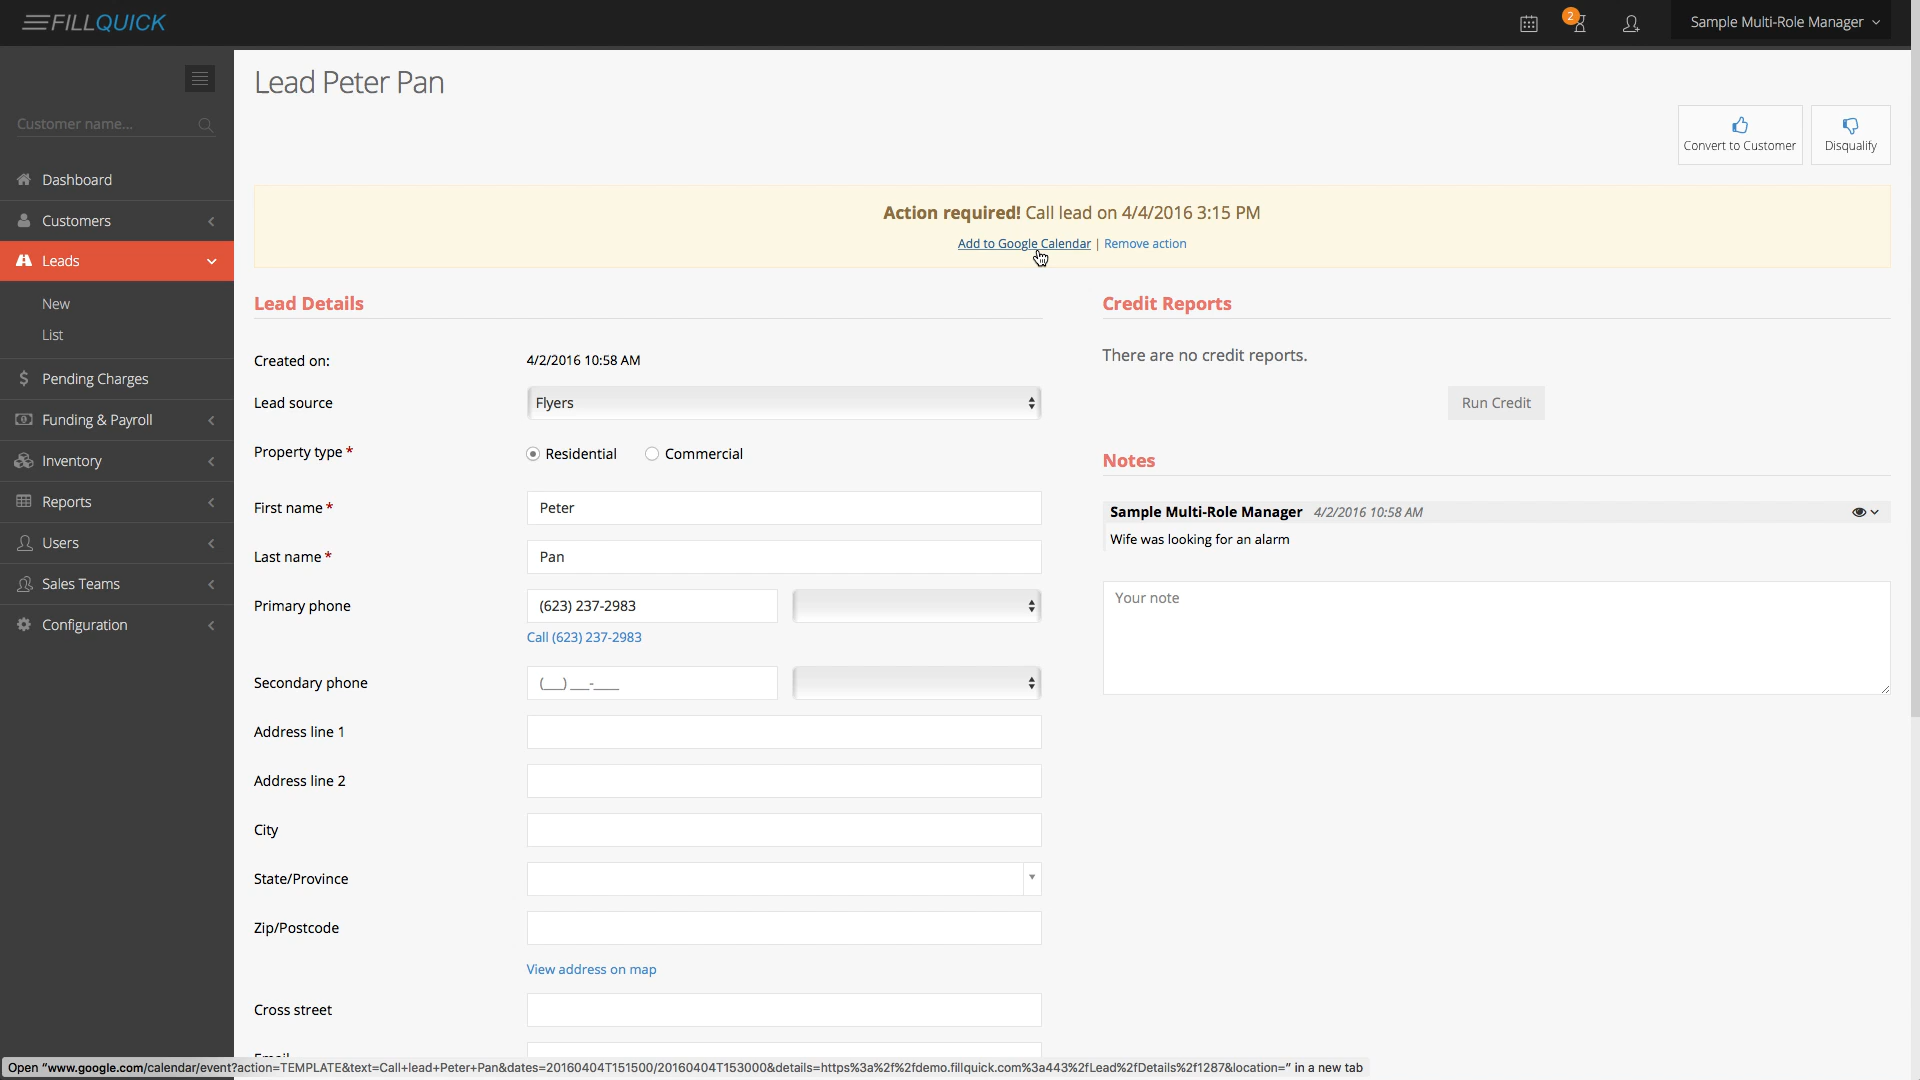 FILLQUICK
2
Sample Multi-Role Manager
Customer name...
Dashboard
Customers
Leads
New
List
Pending Charges
Funding & Payroll
Inventory
Reports
Users
Sales Teams
Configuration
Lead Peter Pan
Convert to Customer
Disqualify
Action required! Call lead on 4/4/2016 3:15 PM
Add to Google Calendar | Remove action
Lead Details
Created on: 4/2/2016 10:58 AM
Lead source Flyers
Property type * Residential Commercial
First name * Peter
Last name * Pan
Primary phone (623) 237-2983
Call (623) 237-2983
Secondary phone (___) ___-____
Address line 1
Address line 2
City
State/Province
Zip/Postcode
View address on map
Cross street
Credit Reports
There are no credit reports.
Run Credit
Notes
Sample Multi-Role Manager 4/2/2016 10:58 AM
Wife was looking for an alarm
Your note
Open "www.google.com/calendar/event?action=TEMPLATE&text=Call+lead+Peter+Pan&dates=20160404T151500/20160404T153000&details=https%3a%2f%2fdemo.fillquick.com%3a443%2fLead%2fDetails%2f1287&location=" in a new tab